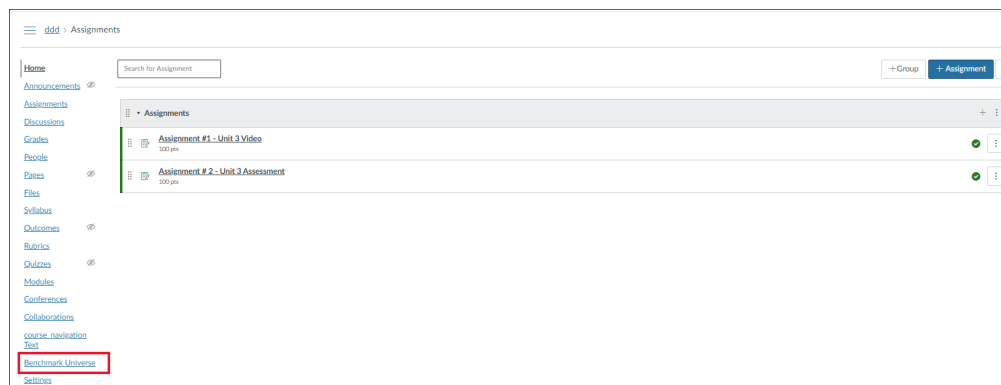 ddd > Assignments
Home
Announcements
Assignments
Discussions
Grades
People
Pages
Files
Syllabus
Outcomes
Rubrics
Quizzes
Modules
Conferences
Collaborations
course_navigation
Text
Benchmark Universe
Settings
Search for Assignment
+Group
+ Assignment
Assignments
Assignment #1 - Unit 3 Video
100 pts
Assignment # 2 - Unit 3 Assessment
100 pts